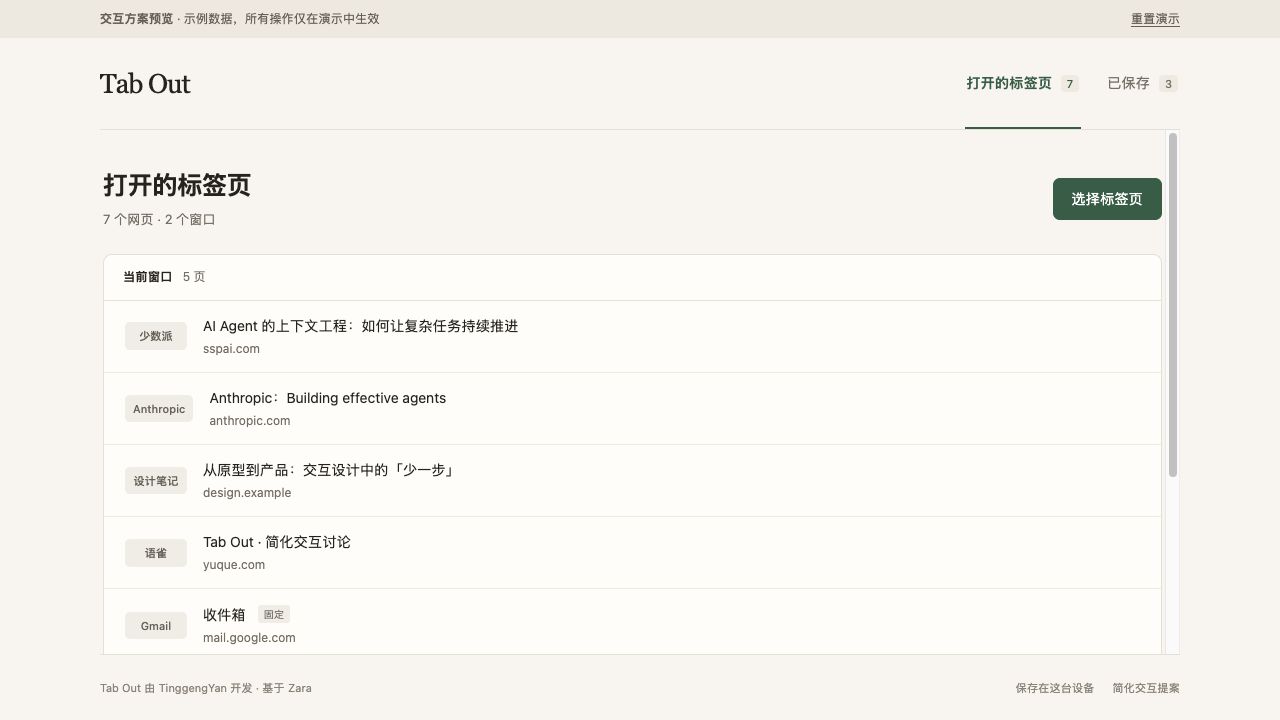 交互方案预览 · 示例数据，所有操作仅在演示中生效
重置演示
Tab Out
打开的标签页 7
已保存 3
打开的标签页
7 个网页 · 2 个窗口
选择标签页
当前窗口 5 页
少数派
AI Agent 的上下文工程：如何让复杂任务持续推进
sspai.com
Anthropic
Anthropic：Building effective agents
anthropic.com
设计笔记
从原型到产品：交互设计中的「少一步」
design.example
语雀
Tab Out · 简化交互讨论
yuque.com
Gmail
收件箱 固定
mail.google.com
Tab Out 由 TinggengYan 开发 · 基于 Zara
保存在这台设备
简化交互提案